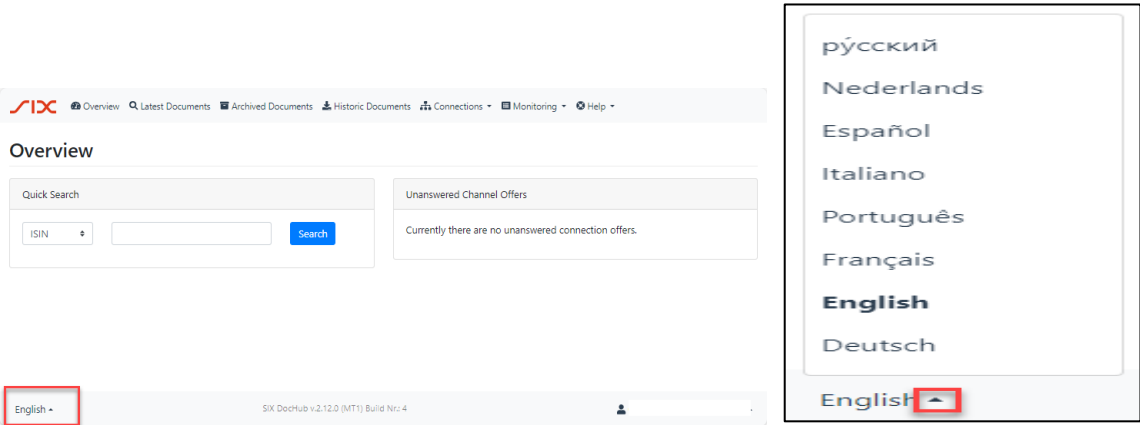 SIX Overview Latest Documents Archived Documents Historic Documents Connections Monitoring Help
Overview
Quick Search
ISIN Search
Unanswered Channel Offers
Currently there are no unanswered connection offers.
English SIX DocHub v.2.12.0 (MT1) Build Nr.: 4
ру́сский
Nederlands
Español
Italiano
Português
Français
English
Deutsch
English